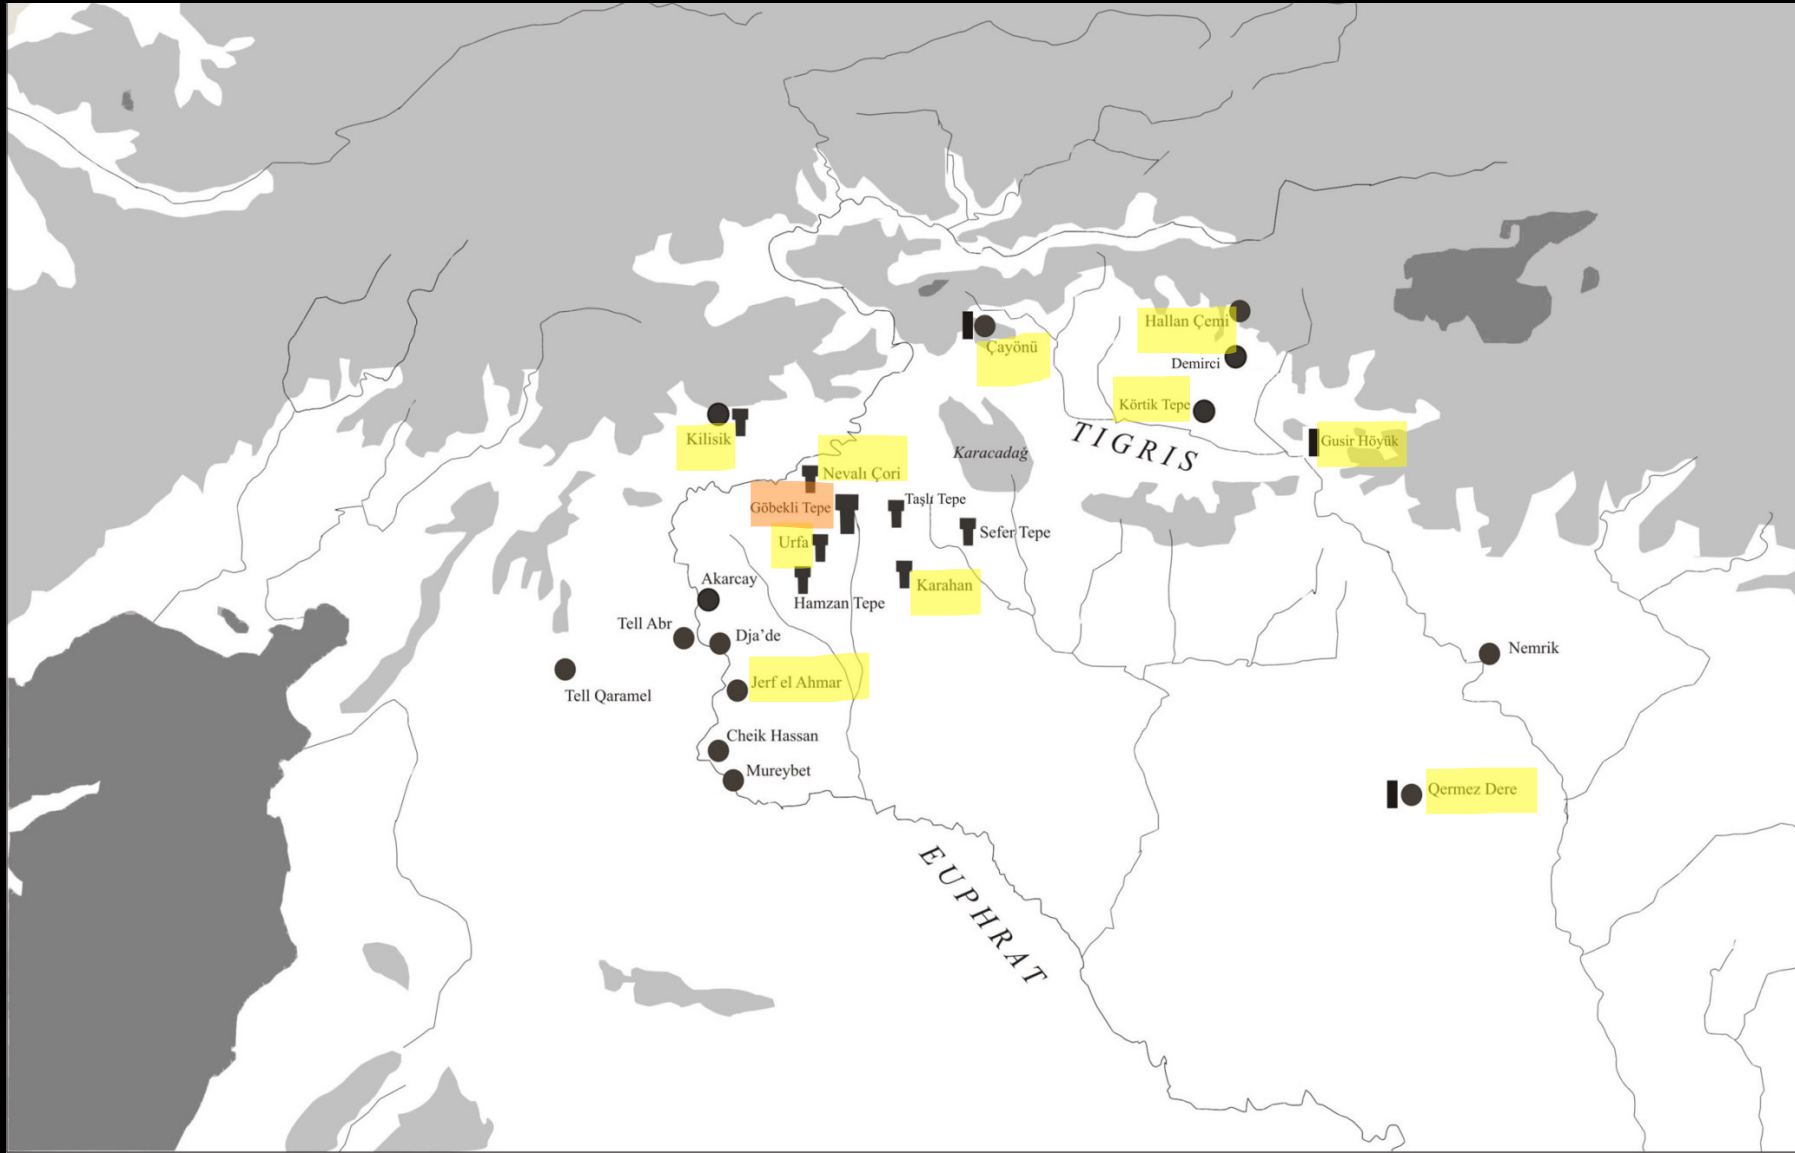 Hallan Çemi
Çayönü
Demirci
Körtik Tepe
TIGRIS
Kilisik
Gusir Höyük
Karacadağ
Nevalı Çori
Göbekli Tepe
Taşlı Tepe
Sefer Tepe
Urfa
Akarcay
Karahan
Hamzan Tepe
Tell Abr
Dja'de
Nemrik
Jerf el Ahmar
Tell Qaramel
Cheik Hassan
Mureybet
Qermez Dere
EUPHRAT